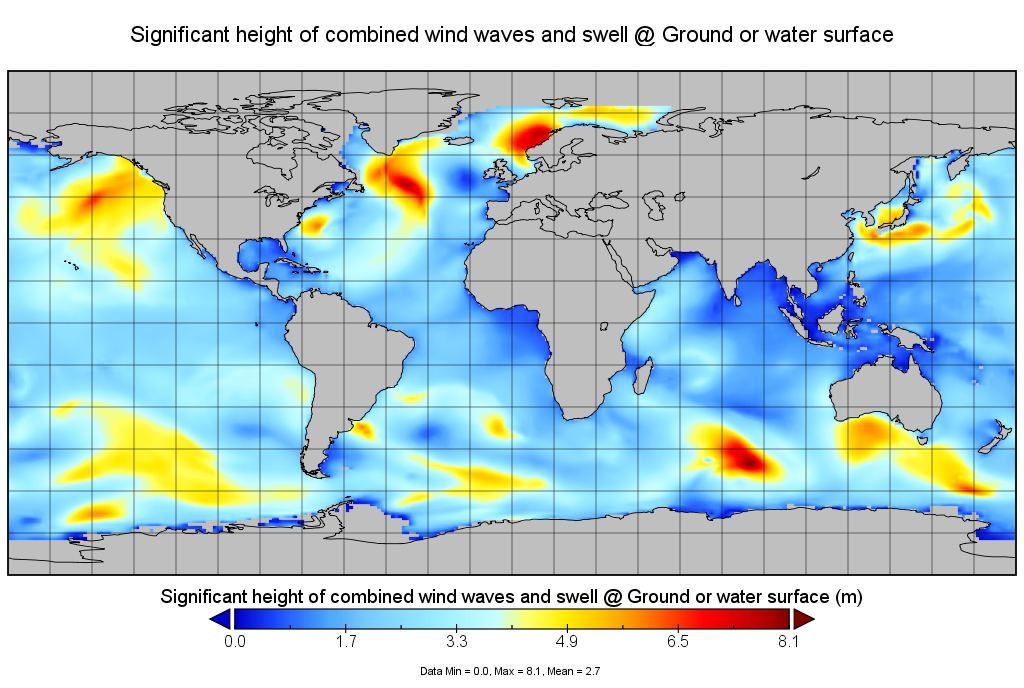 Significant height of combined wind waves and swell @ Ground or water surface
Significant height of combined wind waves and swell @ Ground or water surface (m)
0.0 1.7 3.3 4.9 6.5 8.1
Data Min = 0.0, Max = 8.1, Mean = 2.7